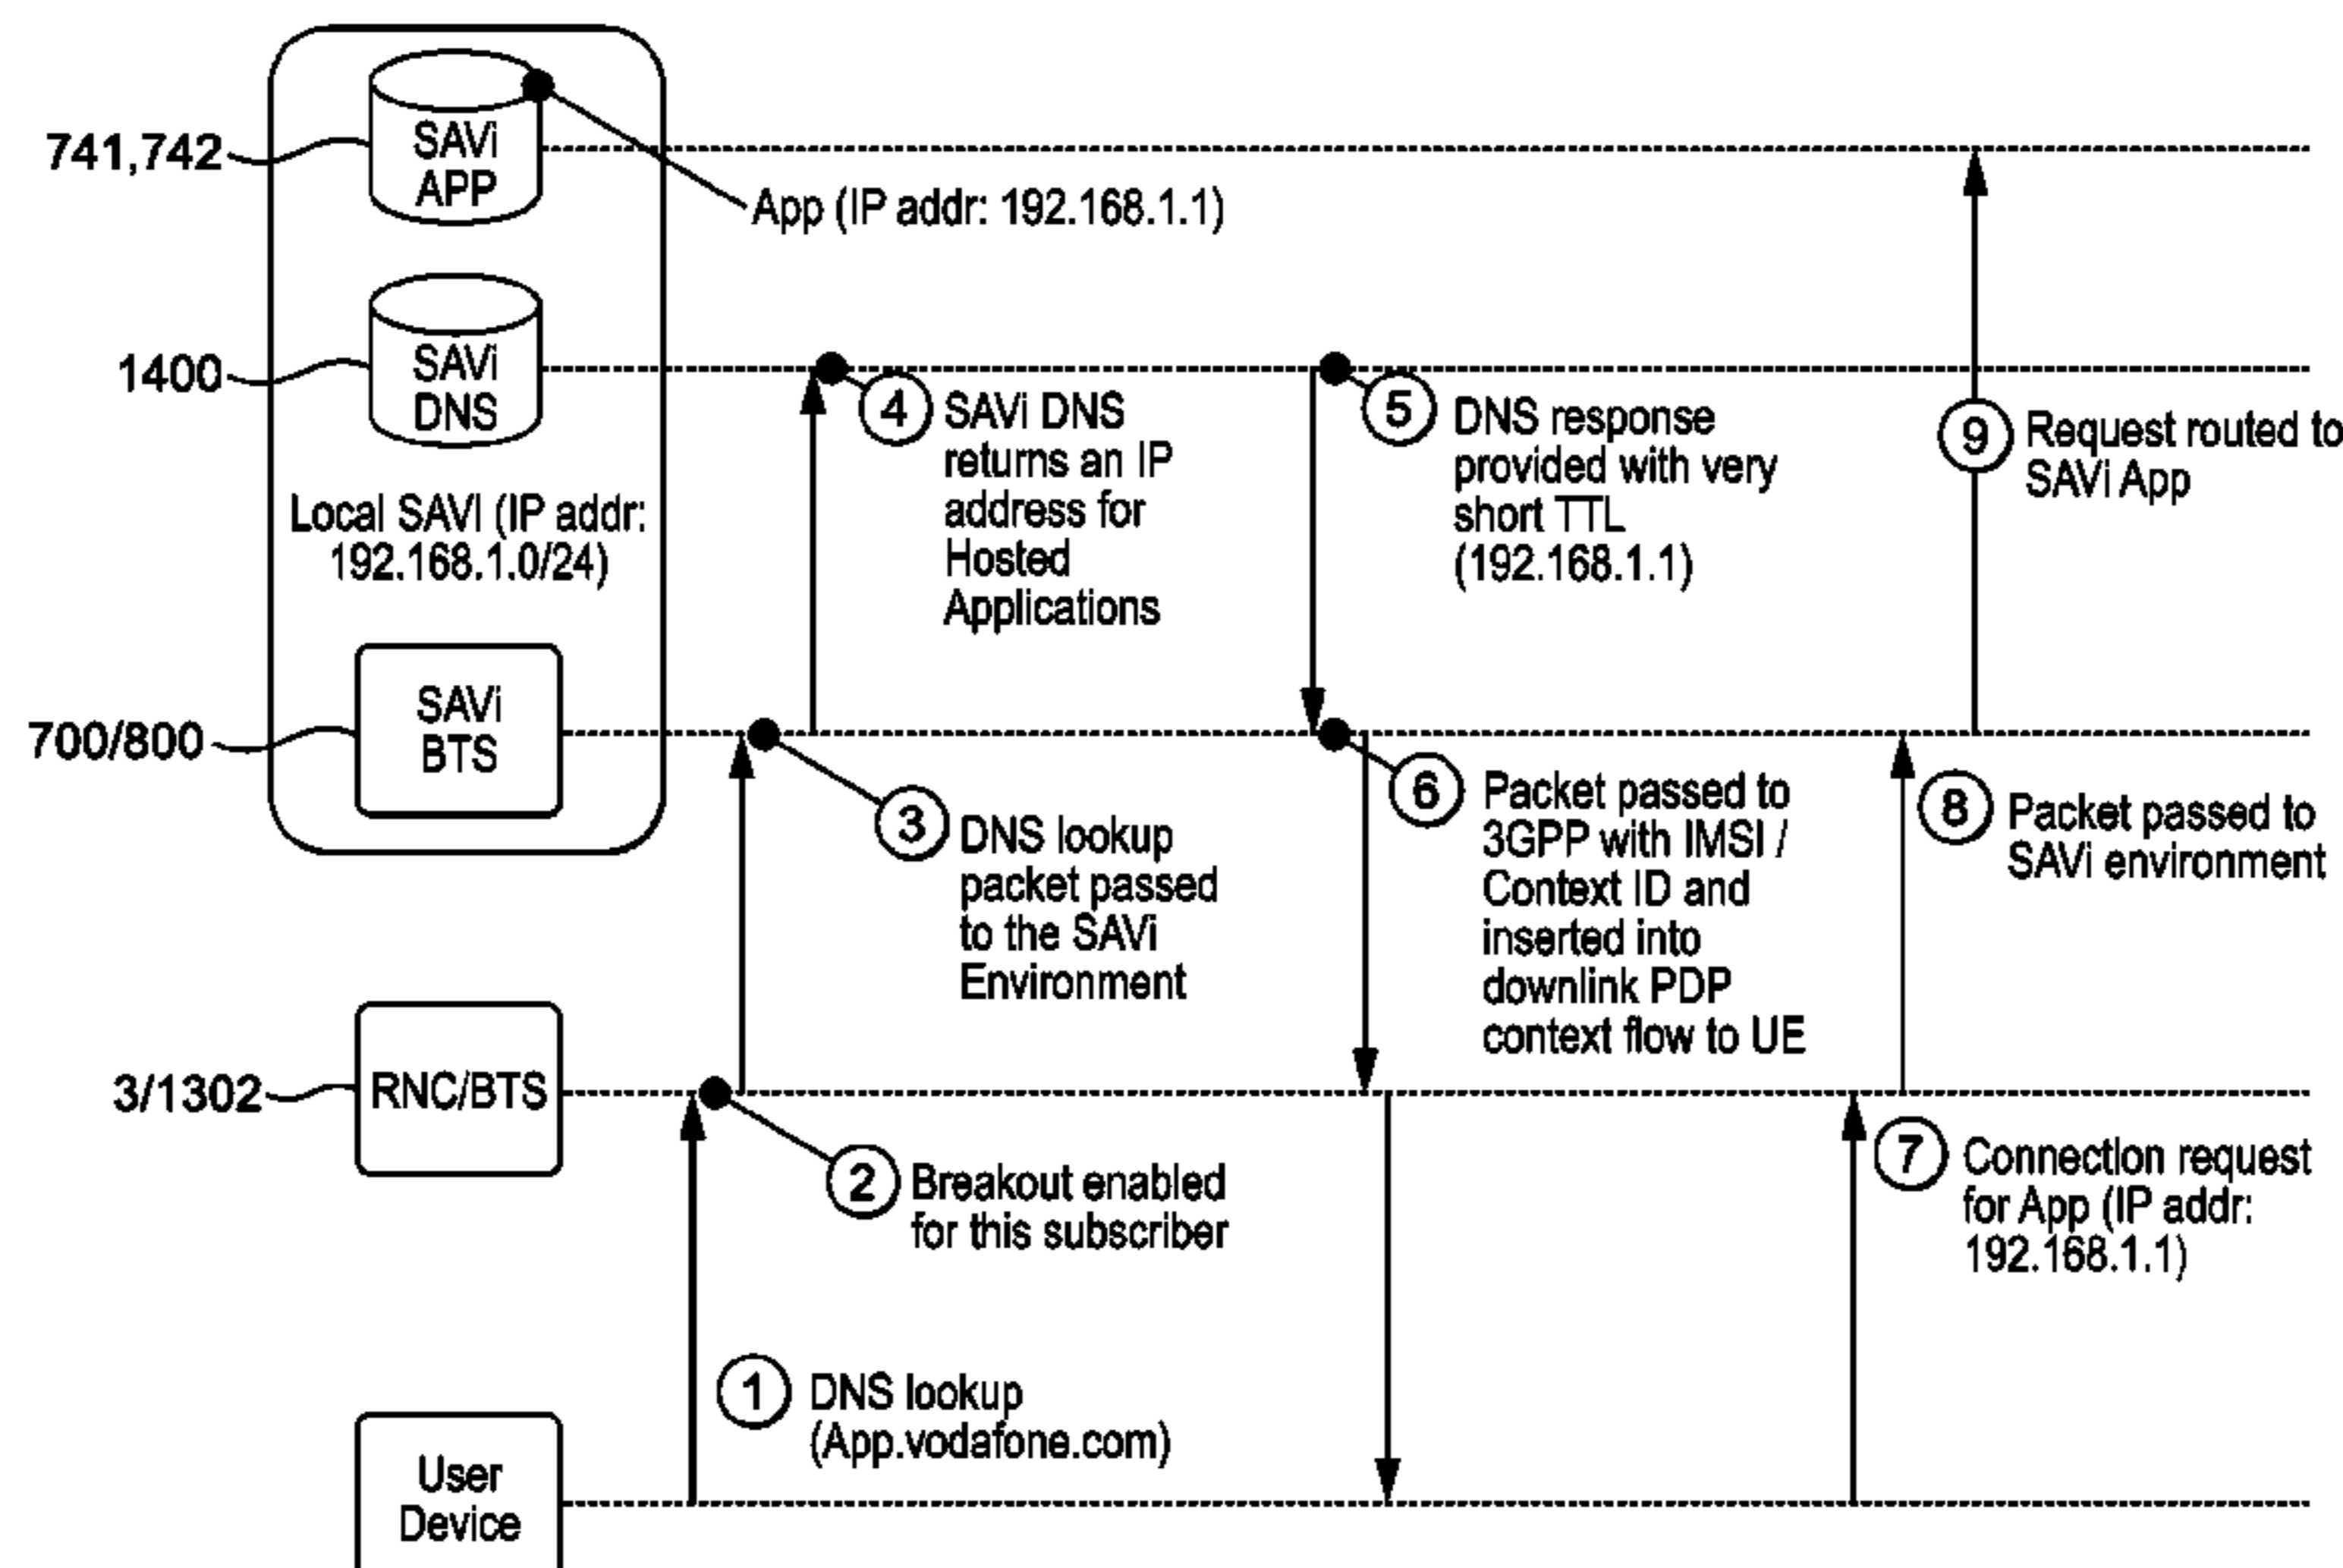 741,742
SAVi
APP
App (IP addr: 192.168.1.1)
1400
SAVi
DNS
Local SAVI (IP addr:
192.168.1.0/24)
700/800
SAVi
BTS
3/1302
RNC/BTS
User
Device
1 DNS lookup
(App.vodafone.com)
2 Breakout enabled
for this subscriber
3 DNS lookup
packet passed
to the SAVi
Environment
4 SAVi DNS
returns an IP
address for
Hosted
Applications
5 DNS response
provided with very
short TTL
(192.168.1.1)
6 Packet passed to
3GPP with IMSI /
Context ID and
inserted into
downlink PDP
context flow to UE
7 Connection request
for App (IP addr:
192.168.1.1)
8 Packet passed to
SAVi environment
9 Request routed to
SAVi App